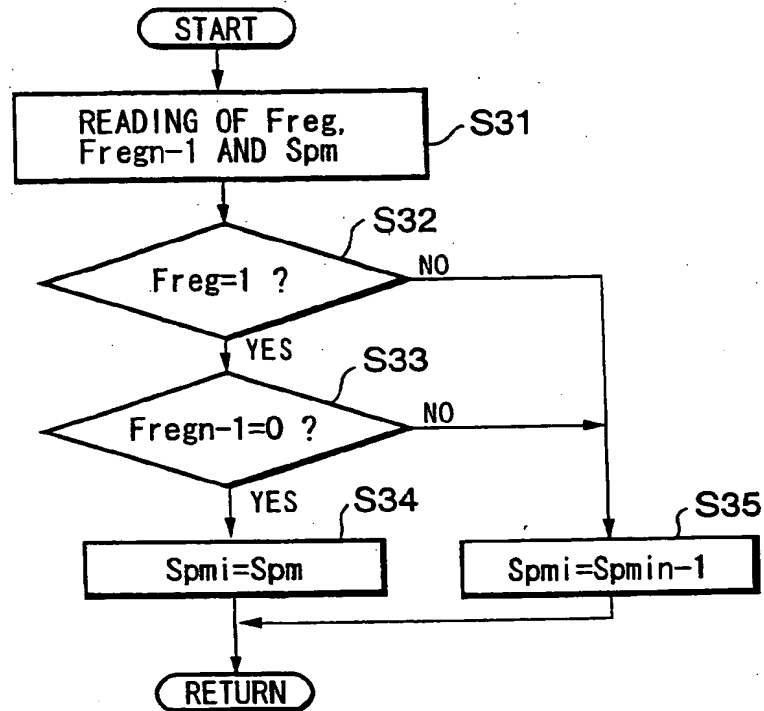 START
READING OF Freg,
Fregn-1 AND Spm
S31
S32
Freg=1 ?
NO
YES
S33
Fregn-1=0 ?
NO
YES
S34
S35
Spmi=Spm
Spmi=Spmin-1
RETURN